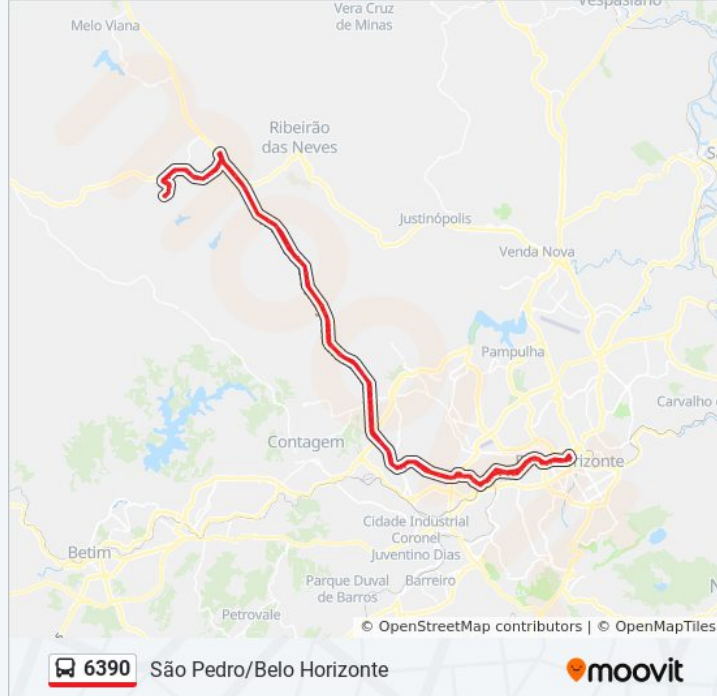 Vespasiano
Vera Cruz
de Minas
Melo Viana
Ribeirão
das Neves
Justinópolis
Venda Nova
Pampulha
Carvalho
Contagem
rizonte
Cidade Industrial
Coronel
Juventino Dias
Betim
Parque Duval
de Barros
Barreiro
Petrovale
© OpenStreetMap contributors | © OpenMapTiles
6390 São Pedro/Belo Horizonte
moovit